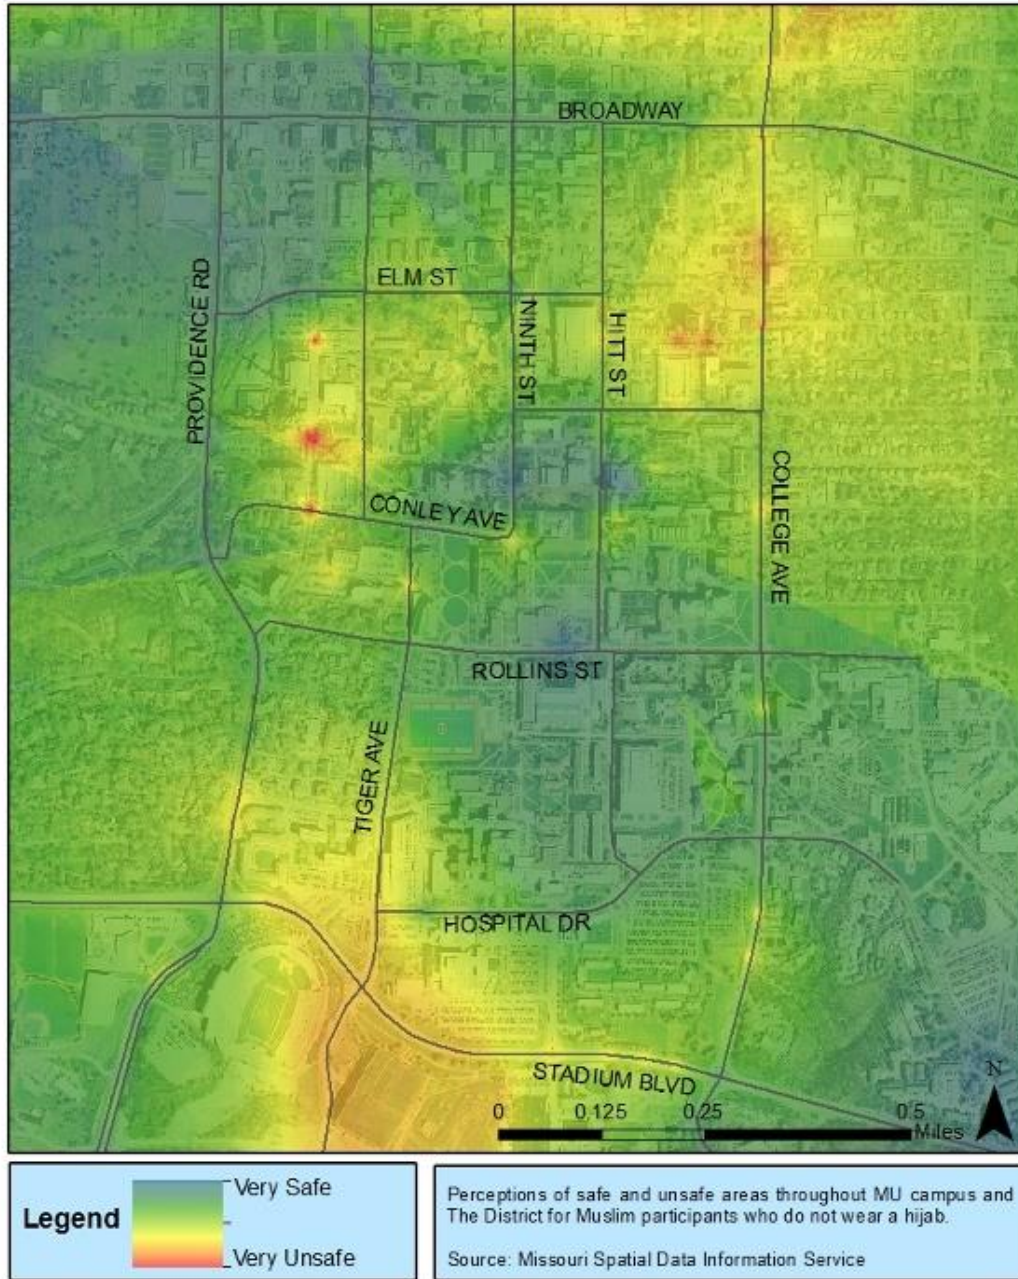 BROADWAY
ELM ST
PROVIDENCE RD
NINTH ST
HITT ST
CONLEY AVE
COLLEGE AVE
ROLLINS ST
TIGER AVE
HOSPITAL DR
STADIUM BLVD
N
0 0.125 0.25 0.5
Miles
Legend
Very Safe
Very Unsafe
Perceptions of safe and unsafe areas throughout MU campus and
The District for Muslim participants who do not wear a hijab.
Source: Missouri Spatial Data Information Service